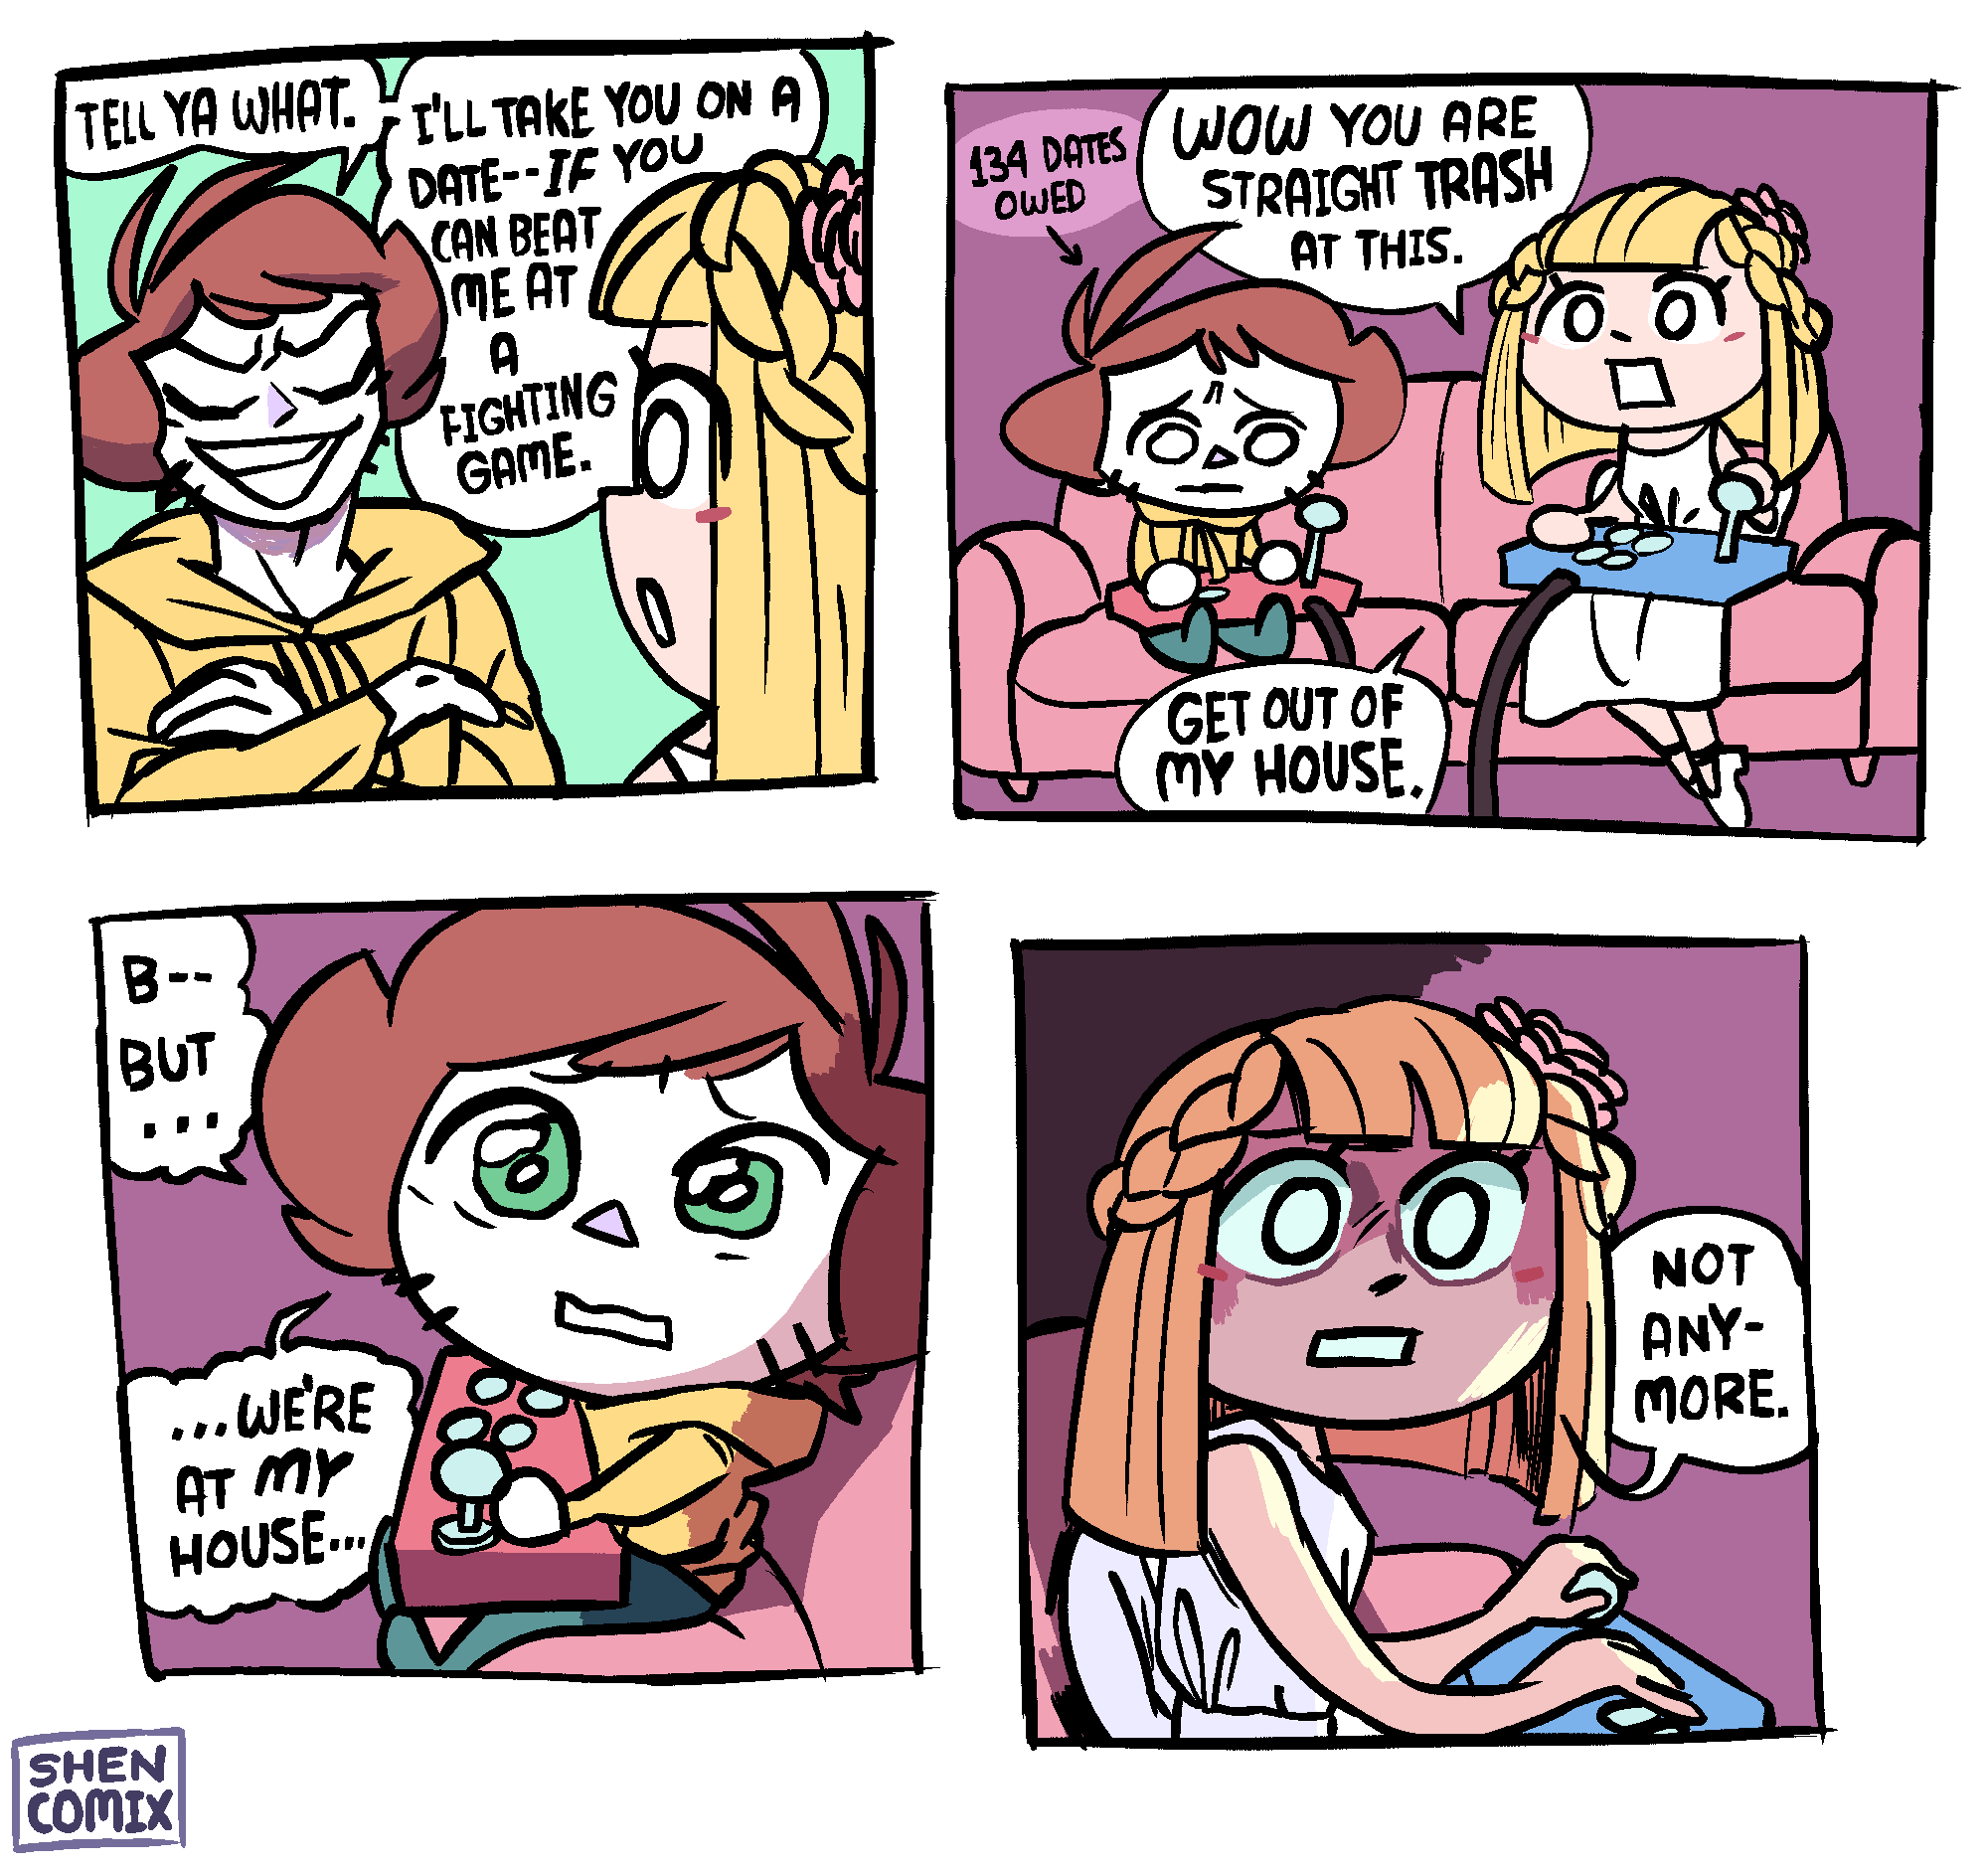 TELL YA WHAT.
I'LL TAKE YOU ON A
DATE--IF YOU
CAN BEAT
ME AT
A
FIGHTING
GAME.
134 DATES
OWED
WOW YOU ARE
STRAIGHT TRASH
AT THIS.
GET OUT OF
MY HOUSE.
B--
BUT
...
...WE'RE
AT MY
HOUSE...
NOT
ANY-
MORE.
SHEN
COMIX